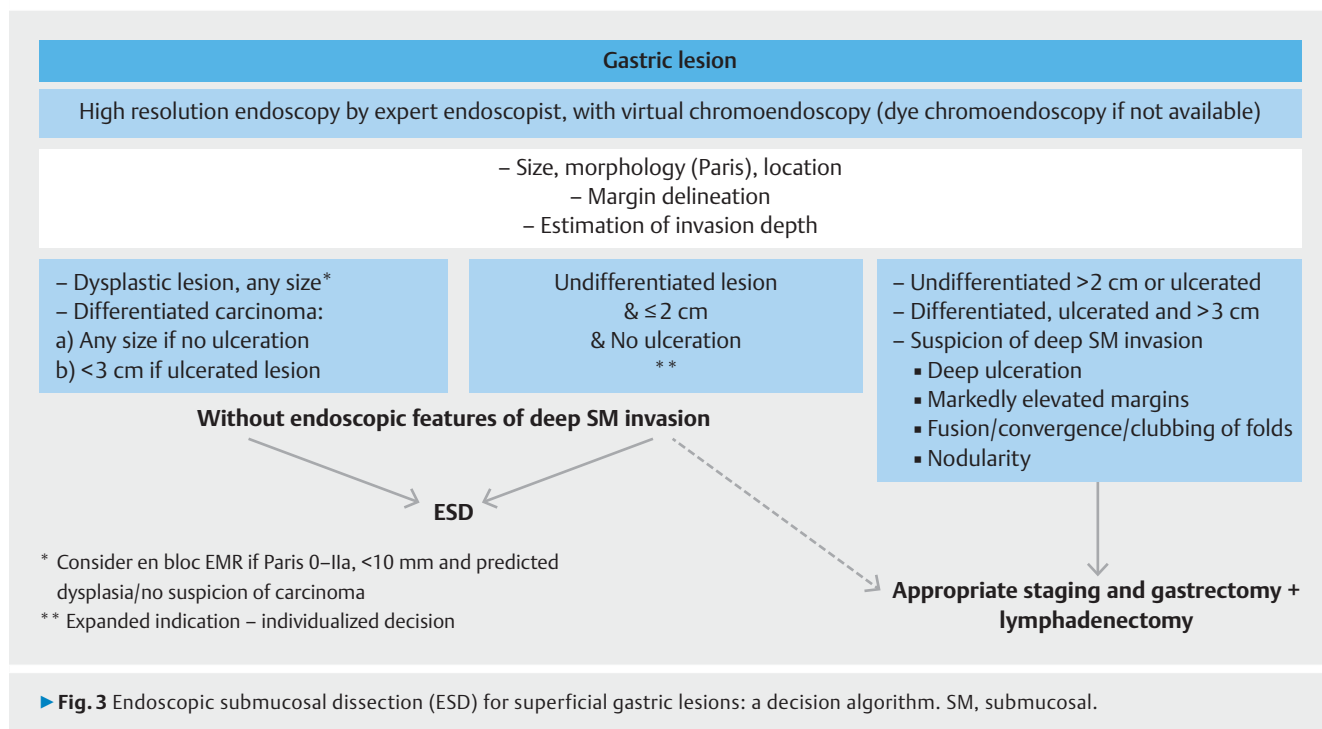 Gastric lesion
High resolution endoscopy by expert endoscopist, with virtual chromoendoscopy (dye chromoendoscopy if not available)
– Size, morphology (Paris), location
– Margin delineation
– Estimation of invasion depth
– Dysplastic lesion, any size*
– Differentiated carcinoma:
a) Any size if no ulceration
b) <3 cm if ulcerated lesion
Undifferentiated lesion
& ≤2 cm
& No ulceration
**
– Undifferentiated >2 cm or ulcerated
– Differentiated, ulcerated and >3 cm
– Suspicion of deep SM invasion
▪ Deep ulceration
▪ Markedly elevated margins
▪ Fusion/convergence/clubbing of folds
▪ Nodularity
Without endoscopic features of deep SM invasion
ESD
* Consider en bloc EMR if Paris 0–IIa, <10 mm and predicted
dysplasia/no suspicion of carcinoma
** Expanded indication – individualized decision
Appropriate staging and gastrectomy +
lymphadenectomy
▶ Fig. 3 Endoscopic submucosal dissection (ESD) for superficial gastric lesions: a decision algorithm. SM, submucosal.